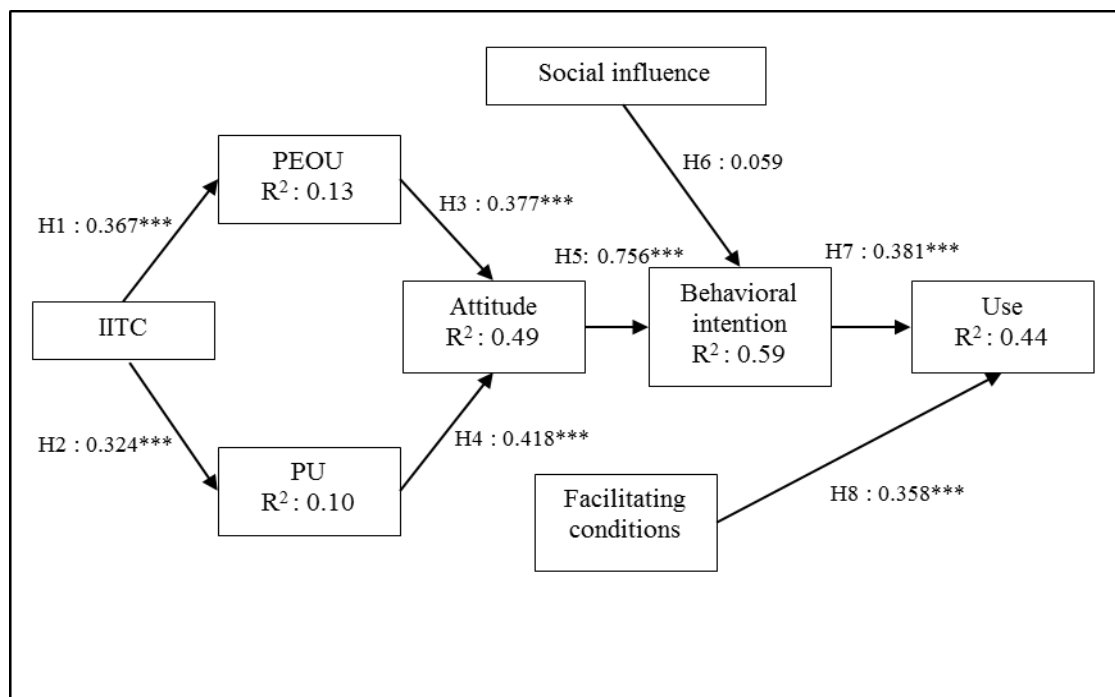 Social influence
H6 : 0.059
PEOU
R² : 0.13
H1 : 0.367***
H3 : 0.377***
H5: 0.756***
H7 : 0.381***
IITC
Attitude
R² : 0.49
Behavioral
intention
R² : 0.59
Use
R² : 0.44
H2 : 0.324***
H4 : 0.418***
PU
R² : 0.10
Facilitating
conditions
H8 : 0.358***